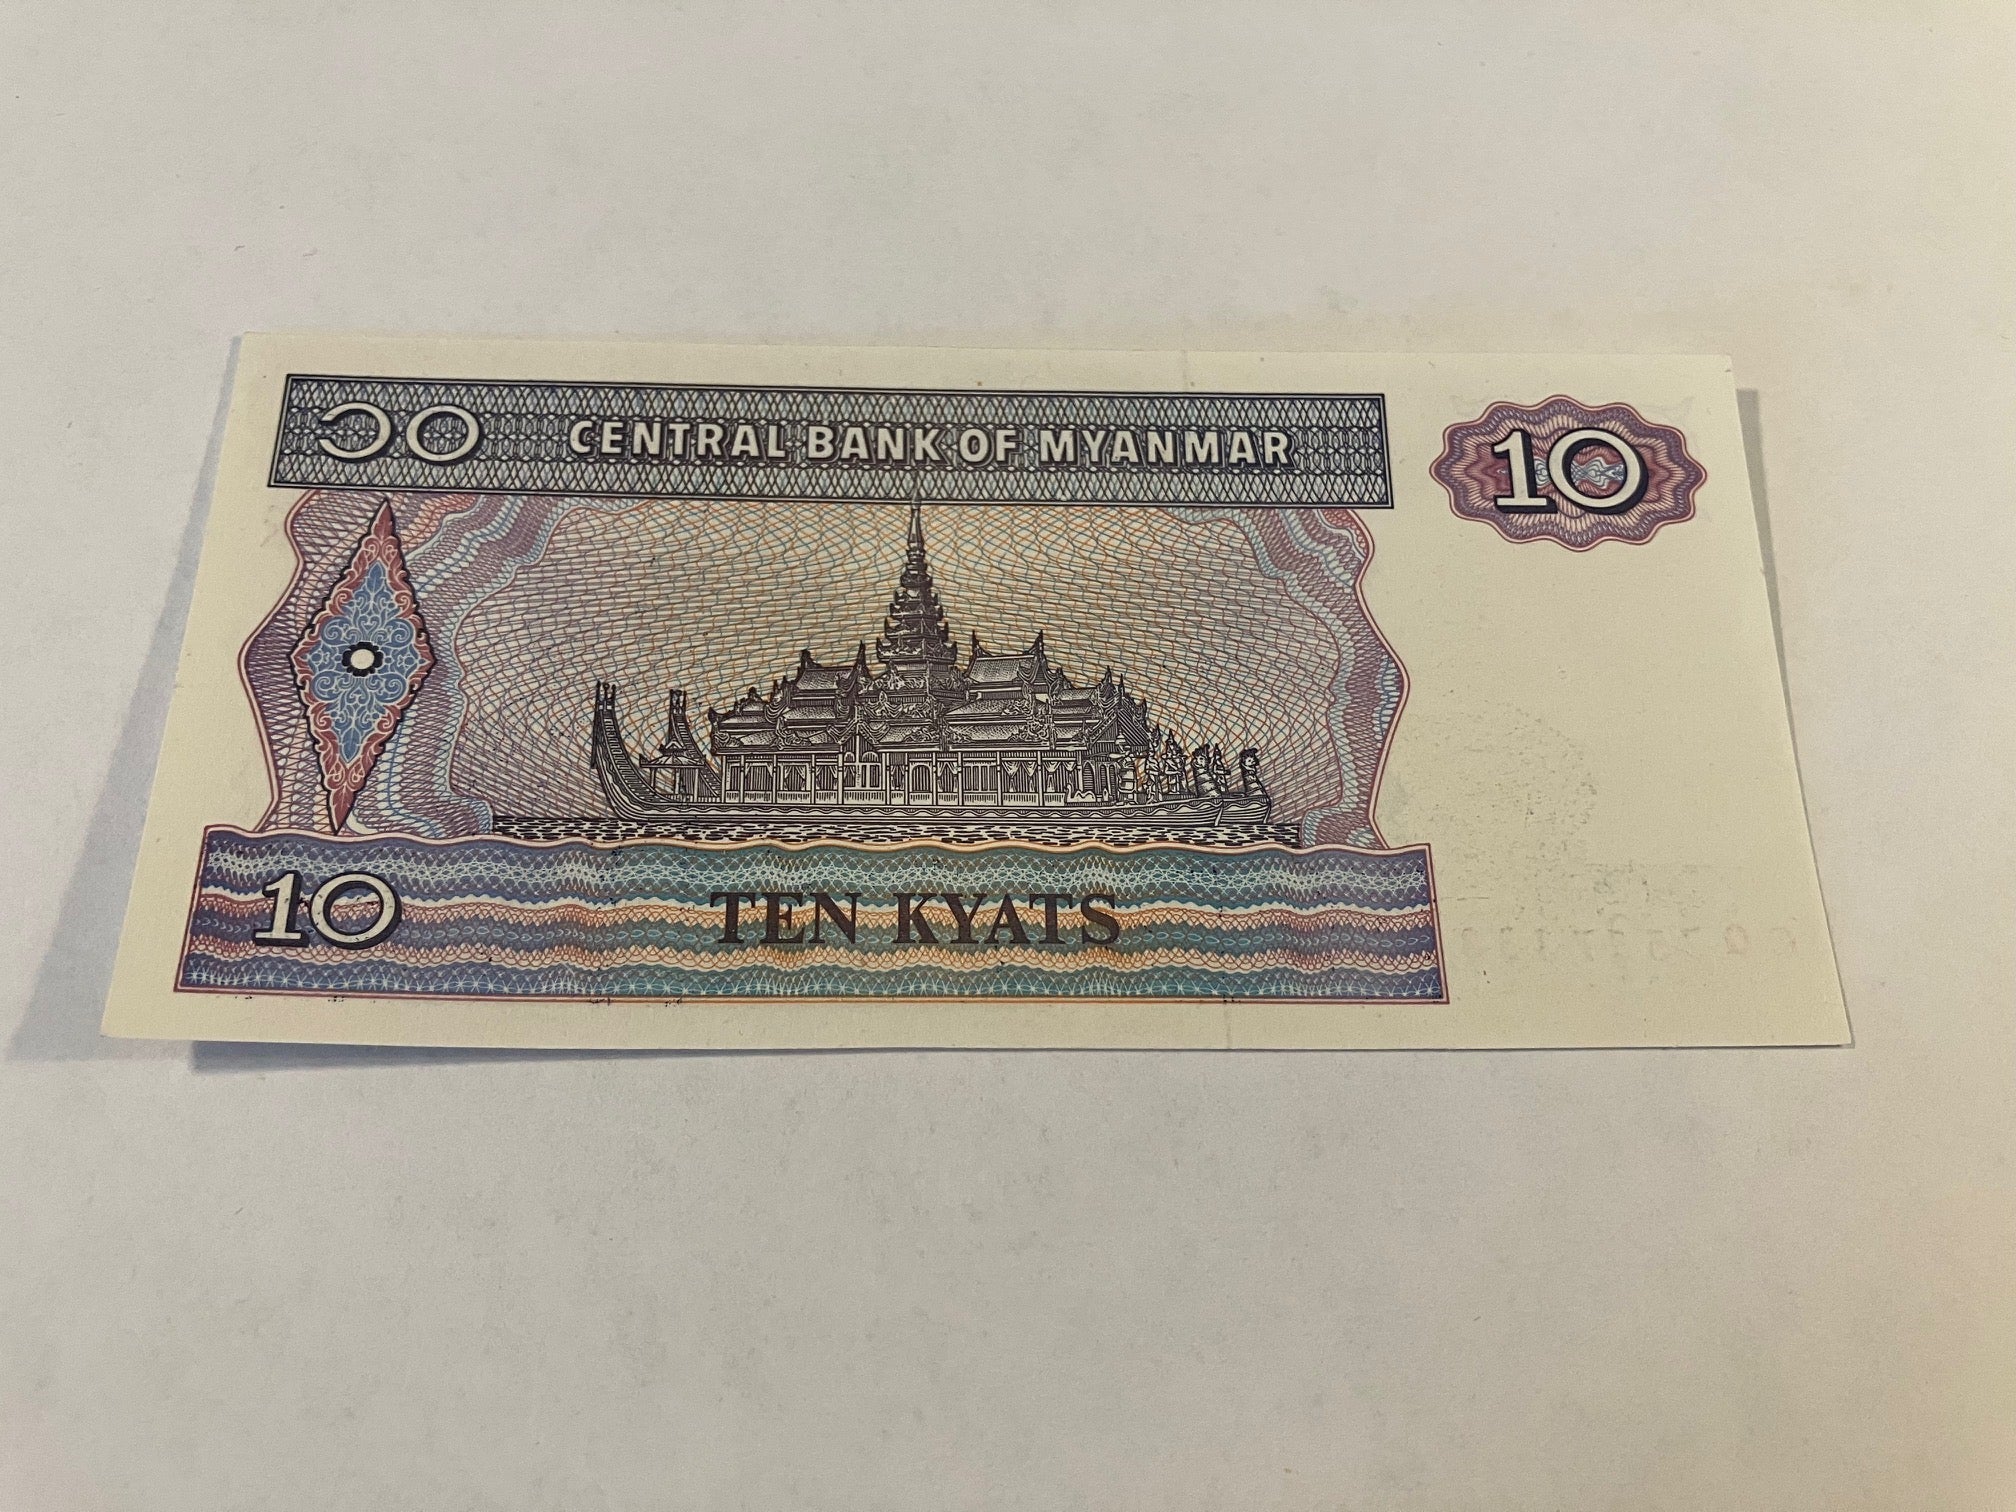 ၁၀ CENTRAL BANK OF MYANMAR
10
10
TEN KYATS